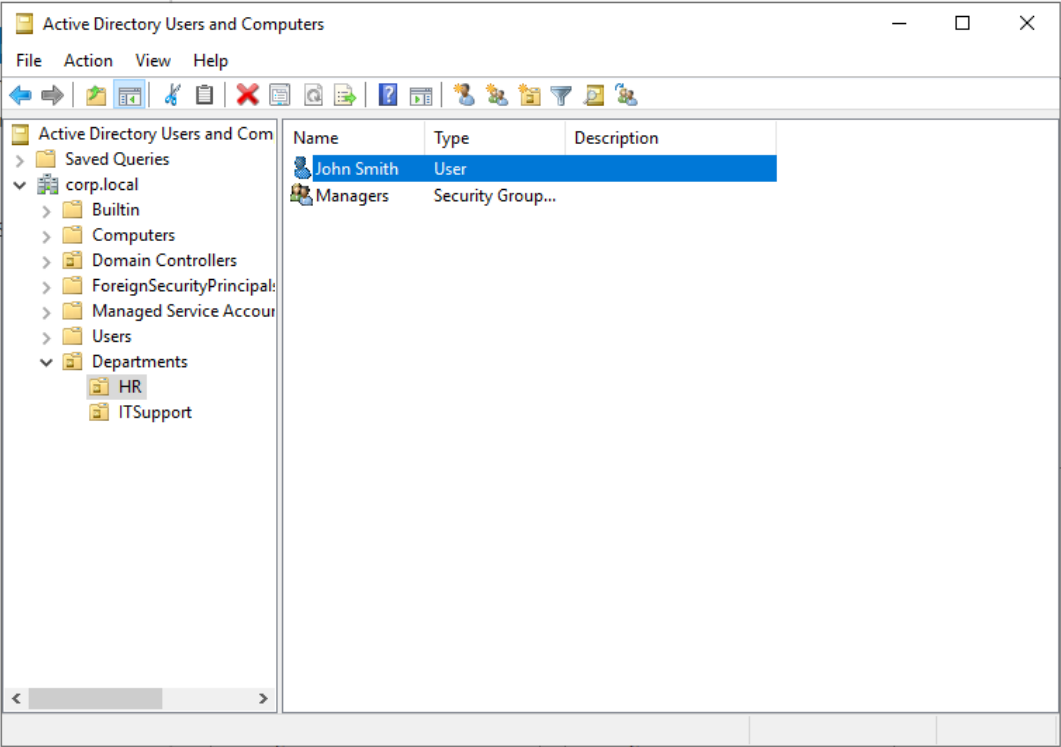 Active Directory Users and Computers
File Action View Help
Active Directory Users and Com
Saved Queries
corp.local
Builtin
Computers
Domain Controllers
ForeignSecurityPrincipals
Managed Service Accoun
Users
Departments
HR
ITSupport
Name Type Description
John Smith User
Managers Security Group...